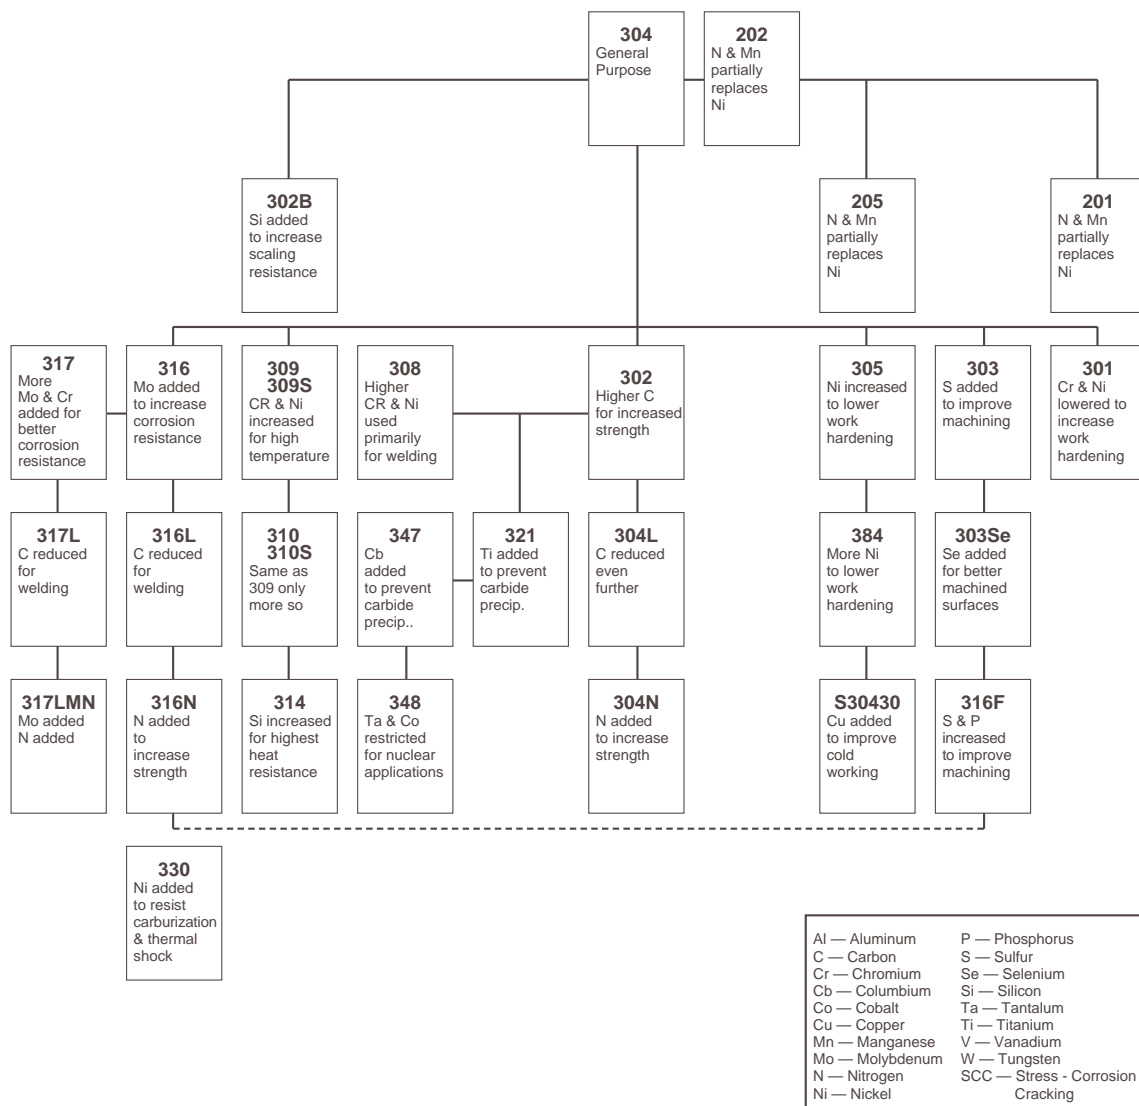 304
General
Purpose
202
N & Mn
partially
replaces
Ni
302B
Si added
to increase
scaling
resistance
205
N & Mn
partially
replaces
Ni
201
N & Mn
partially
replaces
Ni
317
More
Mo & Cr
added for
better
corrosion
resistance
316
Mo added
to increase
corrosion
resistance
309
309S
CR & Ni
increased
for high
temperature
308
Higher
CR & Ni
used
primarily
for welding
302
Higher C
for increased
strength
305
Ni increased
to lower
work
hardening
303
S added
to improve
machining
301
Cr & Ni
lowered to
increase
work
hardening
317L
C reduced
for
welding
316L
C reduced
for
welding
310
310S
Same as
309 only
more so
347
Cb
added
to prevent
carbide
precip..
321
Ti added
to prevent
carbide
precip.
304L
C reduced
even
further
384
More Ni
to lower
work
hardening
303Se
Se added
for better
machined
surfaces
317LMN
Mo added
N added
316N
N added
to
increase
strength
314
Si increased
for highest
heat
resistance
348
Ta & Co
restricted
for nuclear
applications
304N
N added
to increase
strength
S30430
Cu added
to improve
cold
working
316F
S & P
increased
to improve
machining
330
Ni added
to resist
carburization
& thermal
shock
Al — Aluminum
C — Carbon
Cr — Chromium
Cb — Columbium
Co — Cobalt
Cu — Copper
Mn — Manganese
Mo — Molybdenum
N — Nitrogen
Ni — Nickel
P — Phosphorus
S — Sulfur
Se — Selenium
Si — Silicon
Ta — Tantalum
Ti — Titanium
V — Vanadium
W — Tungsten
SCC — Stress - Corrosion
Cracking